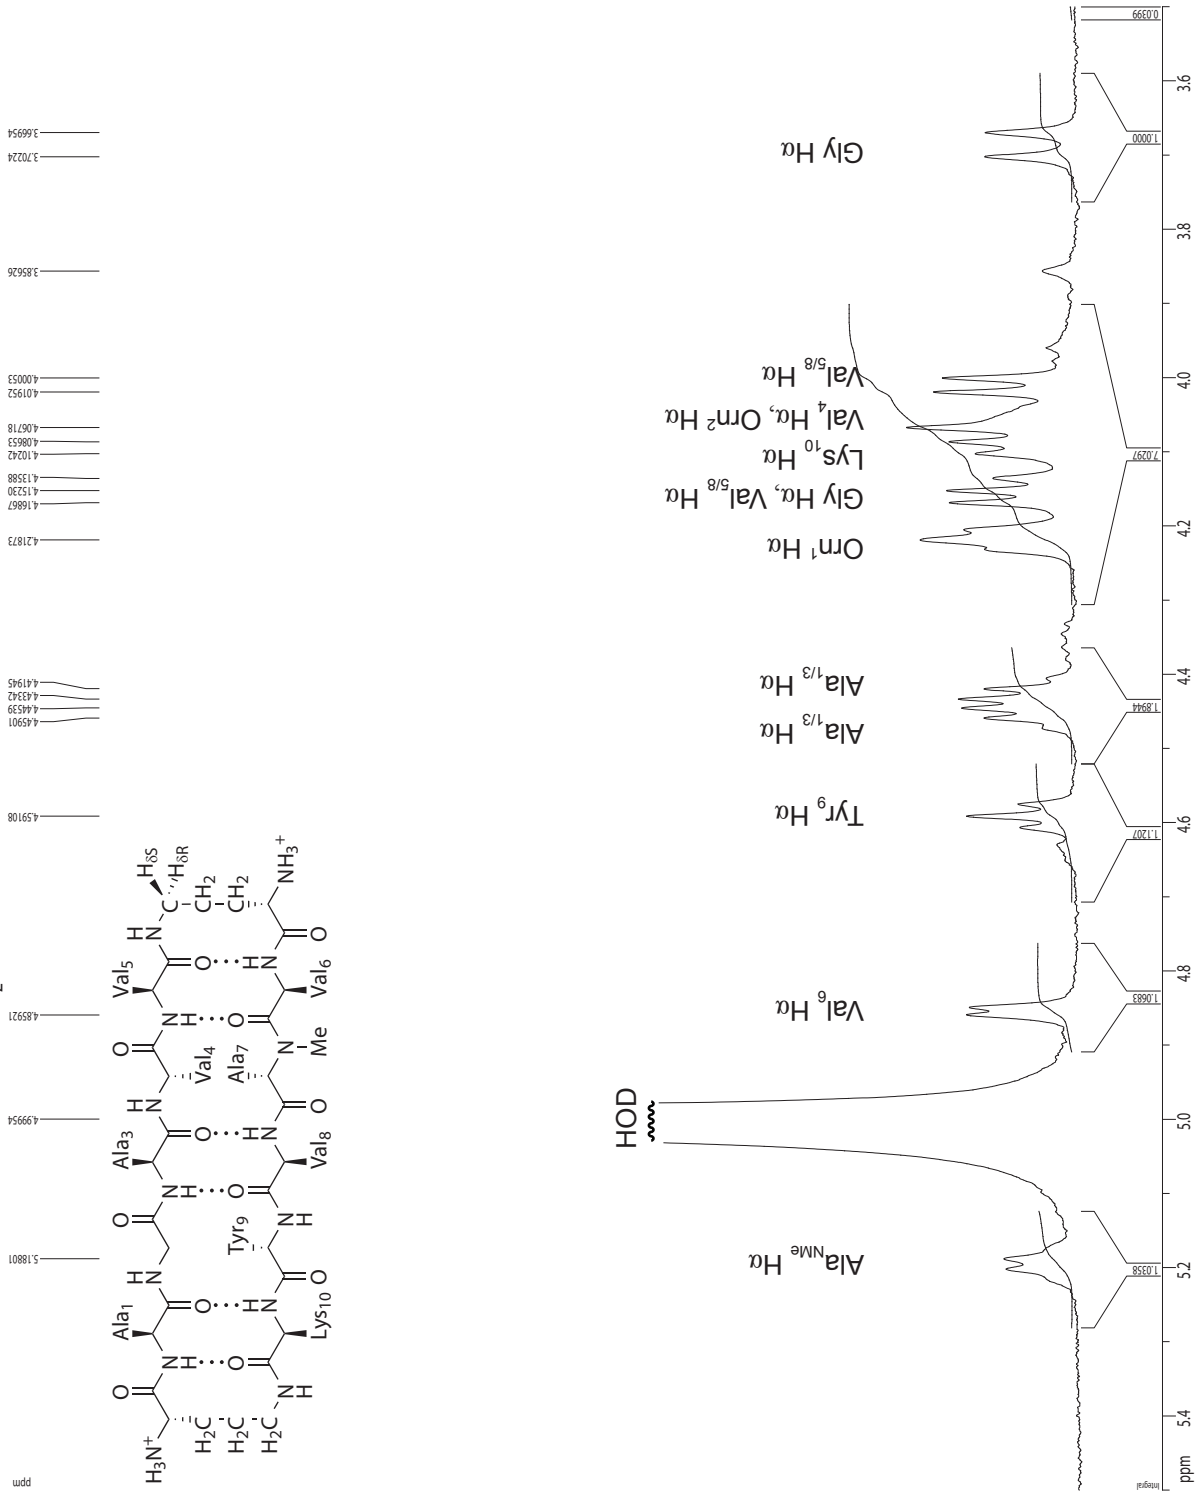 ppm
3.66954
3.70224
3.85626
4.00053
4.01952
4.06718
4.08653
4.10242
4.13588
4.15230
4.16867
4.21873
4.41945
4.43342
4.44539
4.45901
4.59108
4.85921
4.99954
5.18801
H3N+
O
Ala1
H N
O
Ala3
H N
O
Val5
H N
HδS
HδR
H2C
H2C
H2C
N H
O
N H
N H
O
N H
O
C
CH2
CH2
O
H N
O
H N
O
H N
NH3+
N H
Lys10
O
Tyr9
N H
Val8
O
Ala7
Val4
N
Me
Val6
O
Gly Hα
Val5/8 Hα
Val4 Hα, Orn2 Hα
Lys10 Hα
Gly Hα, Val5/8 Hα
Orn1 Hα
Ala1/3 Hα
Ala1/3 Hα
Tyr9 Hα
Val6 Hα
HOD
AlaNMe Hα
Integral
1.0358
1.0683
1.1207
1.8944
7.0297
1.0000
0.0399
ppm
5.4
5.2
5.0
4.8
4.6
4.4
4.2
4.0
3.8
3.6